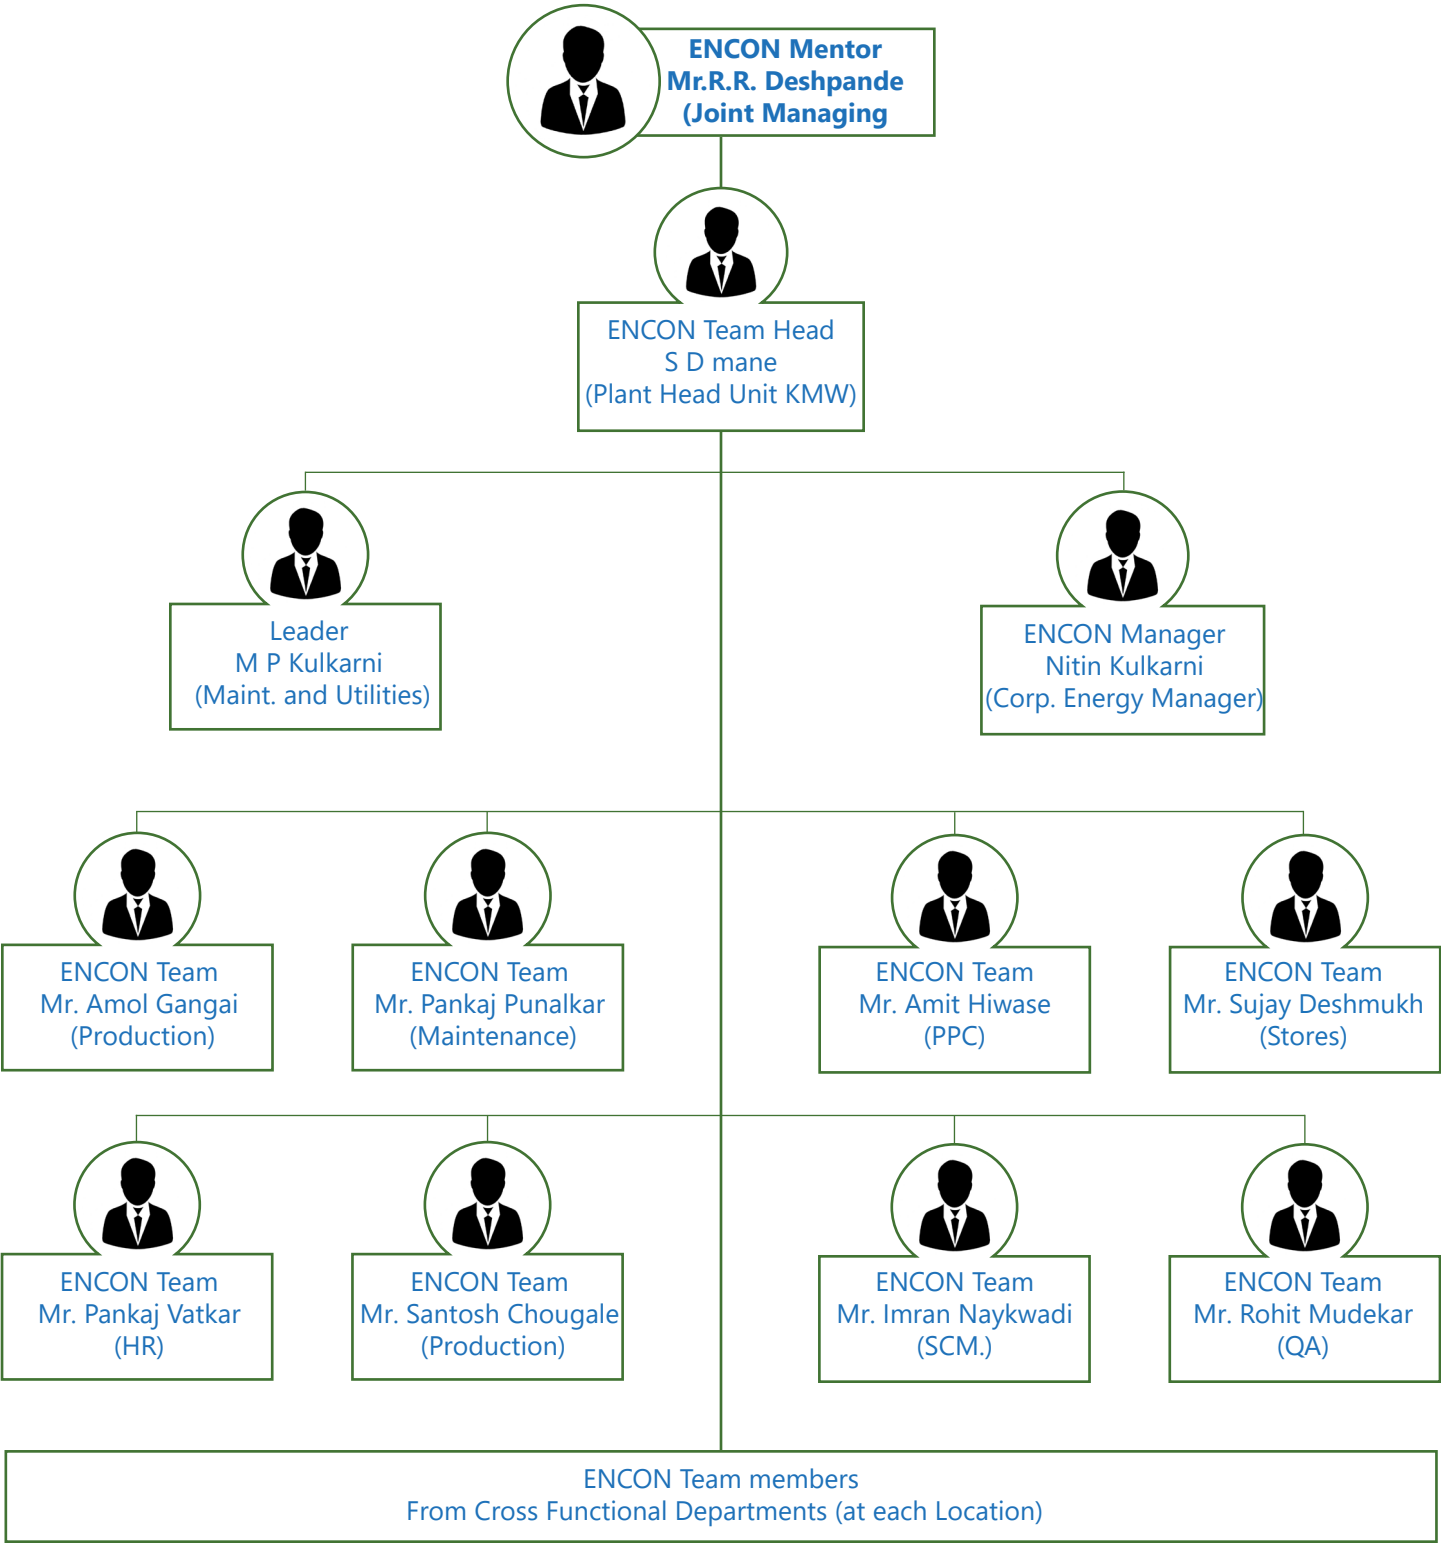 ENCON Mentor
Mr.R.R. Deshpande
(Joint Managing
ENCON Team Head
S D mane
(Plant Head Unit KMW)
Leader
M P Kulkarni
(Maint. and Utilities)
ENCON Manager
Nitin Kulkarni
(Corp. Energy Manager)
ENCON Team
Mr. Amol Gangai
(Production)
ENCON Team
Mr. Pankaj Punalkar
(Maintenance)
ENCON Team
Mr. Amit Hiwase
(PPC)
ENCON Team
Mr. Sujay Deshmukh
(Stores)
ENCON Team
Mr. Pankaj Vatkar
(HR)
ENCON Team
Mr. Santosh Chougale
(Production)
ENCON Team
Mr. Imran Naykwadi
(SCM.)
ENCON Team
Mr. Rohit Mudekar
(QA)
ENCON Team members
From Cross Functional Departments (at each Location)